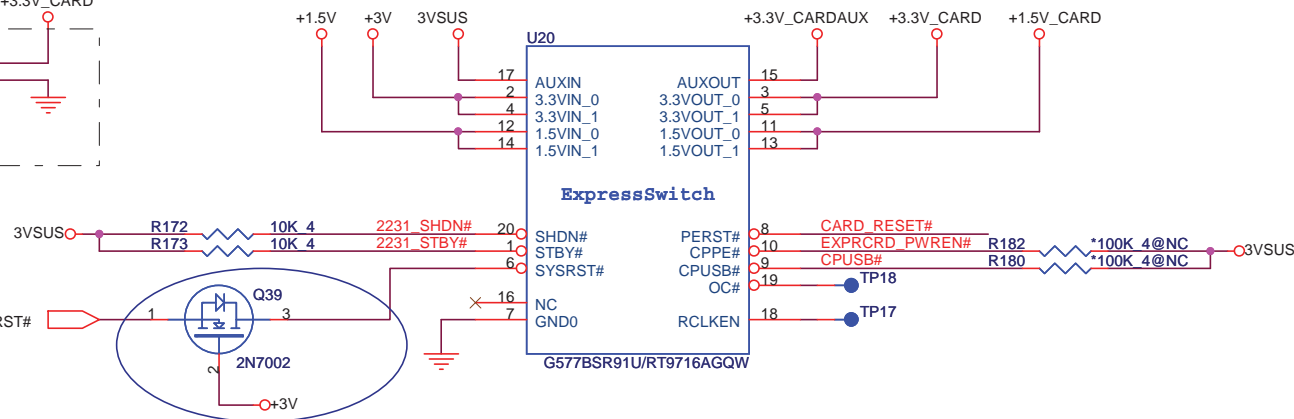 +3.3V_CARD
+1.5V +3V 3VSUS +3.3V_CARDAUX +3.3V_CARD +1.5V_CARD
U20
17 AUXIN AUXOUT 15
2 3.3VIN_0 3.3VOUT_0 3
4 3.3VIN_1 3.3VOUT_1 5
12 1.5VIN_0 1.5VOUT_0 11
14 1.5VIN_1 1.5VOUT_1 13
ExpressSwitch
3VSUS R172 10K_4 2231_SHDN# 20 SHDN# PERST# 8 CARD_RESET#
R173 10K_4 2231_STBY# 1 STBY# CPPE# 10 EXPRCRD_PWREN# R182 *100K_4@NC 3VSUS
6 SYSRST# CPUSB# 9 CPUSB# R180 *100K_4@NC
OC# 19 TP18
Q39 16 NC
RST# 1 3 7 GND0 RCLKEN 18 TP17
2N7002 G577BSR91U/RT9716AGQW
2
+3V